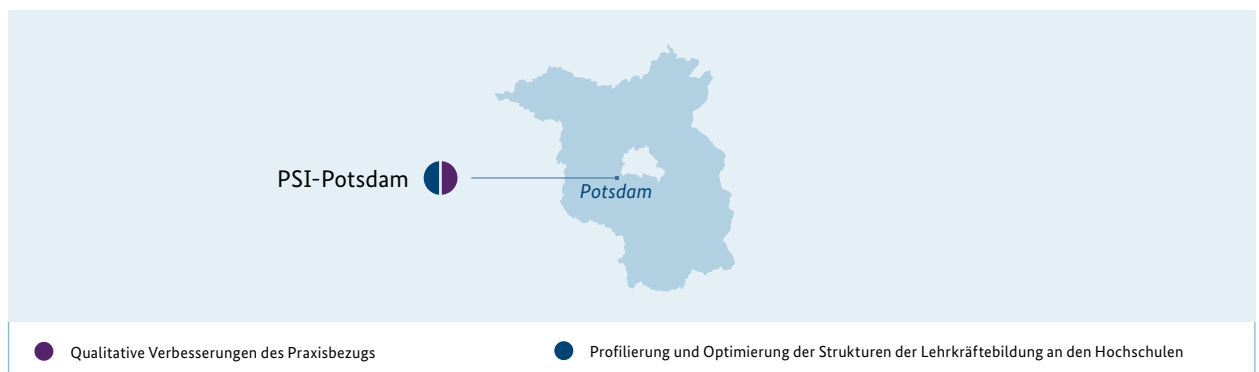 PSI-Potsdam
Potsdam
Qualitative Verbesserungen des Praxisbezugs
Profilierung und Optimierung der Strukturen der Lehrkräftebildung an den Hochschulen